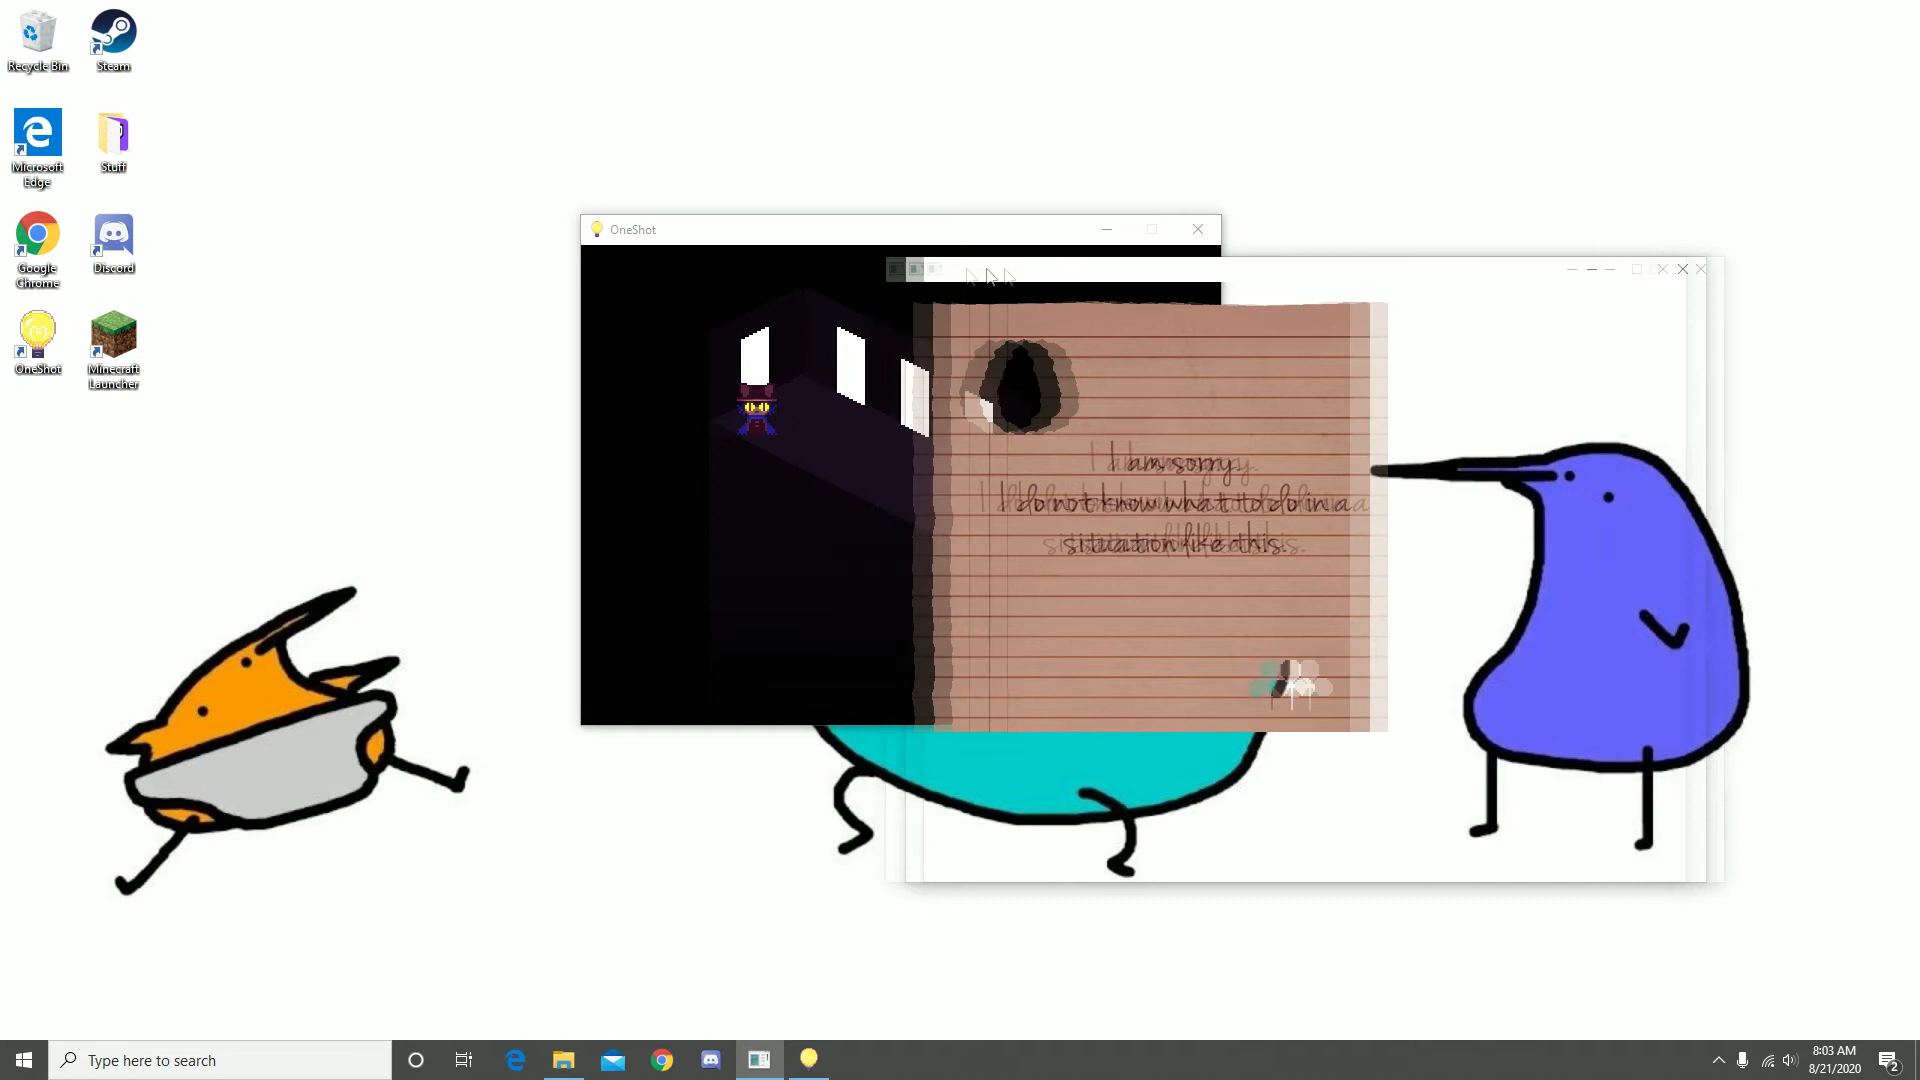 Recycle Bin
Steam
Microsoft
Edge
Stuff
Google
Chrome
Discord
OneShot
Minecraft
Launcher
OneShot
I am sorry.
I do not know what to do in a
situation like this.
Type here to search
8:03 AM
8/21/2020
2